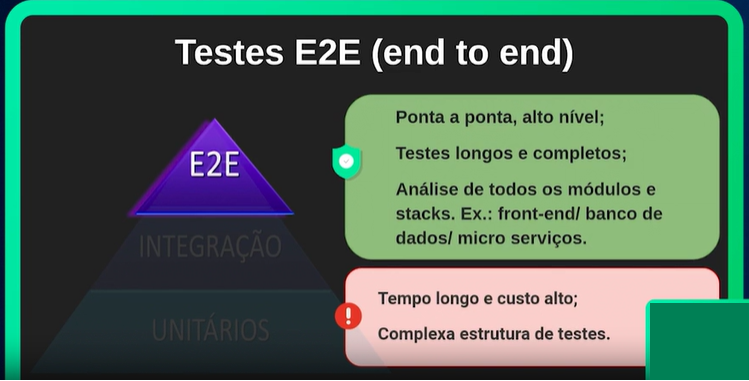 Testes E2E (end to end)
E2E
INTEGRAÇÃO
UNITÁRIOS
Ponta a ponta, alto nível;
Testes longos e completos;
Análise de todos os módulos e
stacks. Ex.: front-end/ banco de
dados/ micro serviços.
Tempo longo e custo alto;
Complexa estrutura de testes.